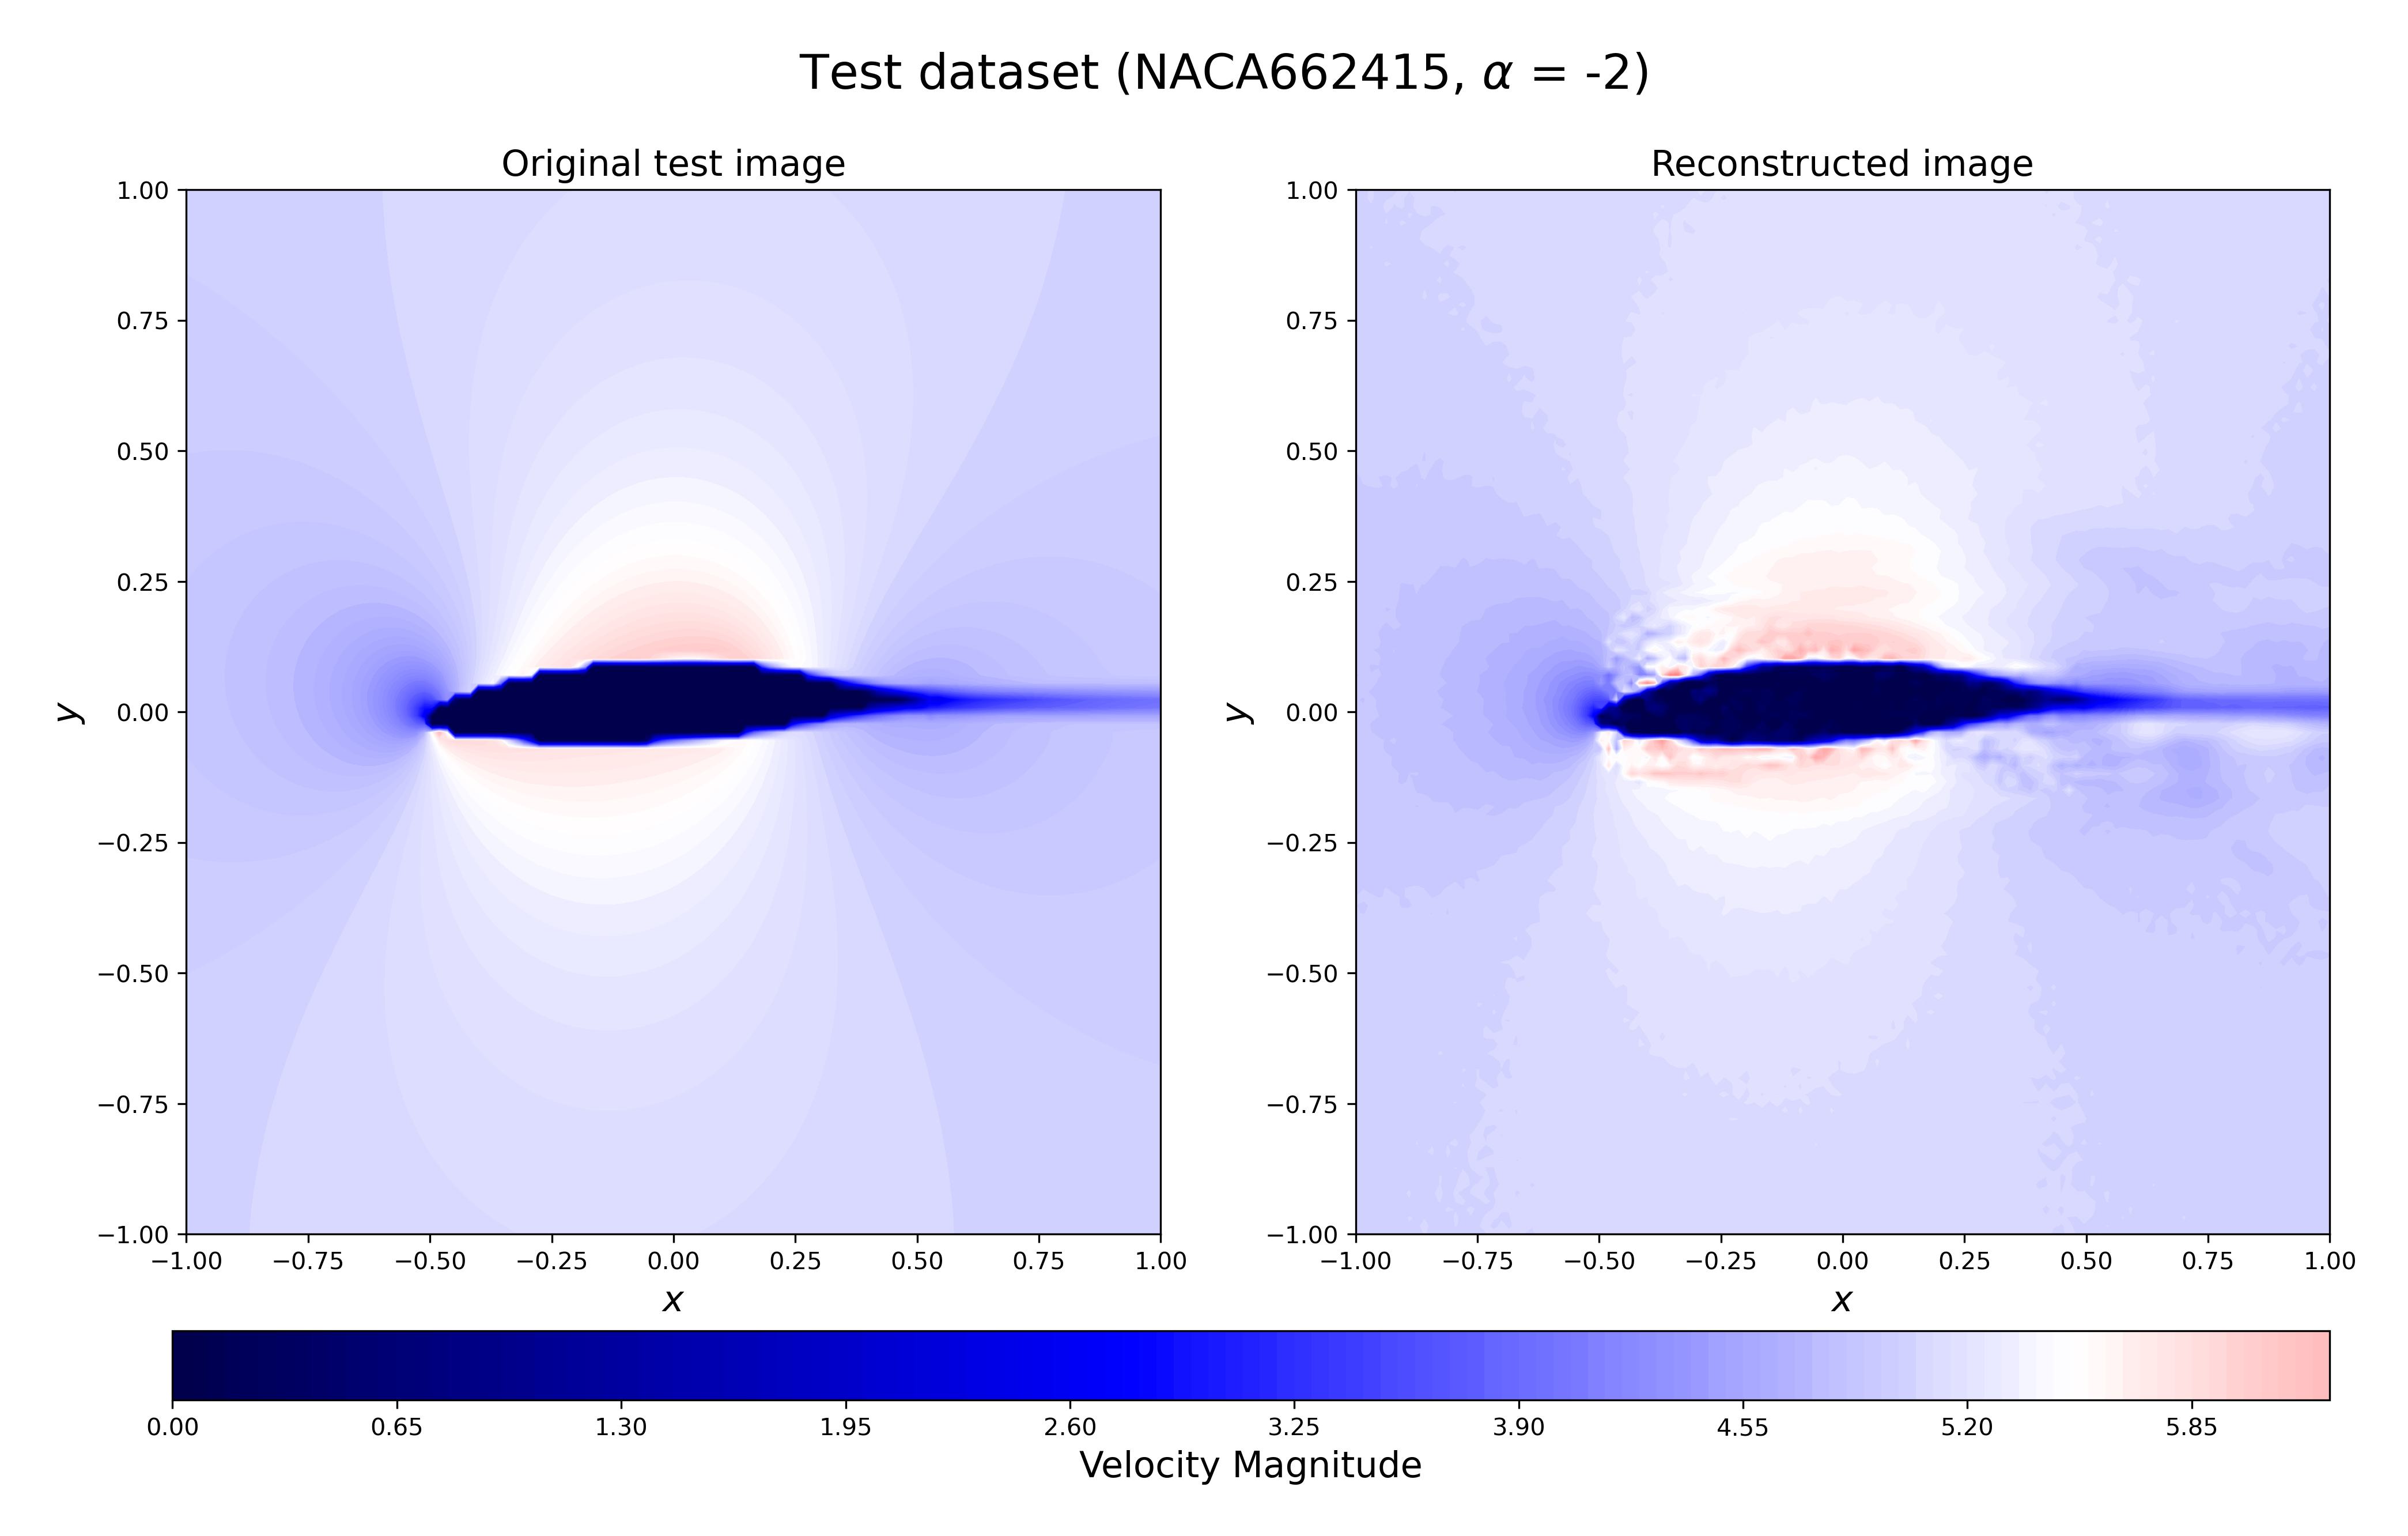 Test dataset (NACA662415, α = -2)
Original test image
Reconstructed image
1.00
0.75
0.50
0.25
0.00
−0.25
−0.50
−0.75
−1.00
y
−1.00 −0.75 −0.50 −0.25 0.00 0.25 0.50 0.75 1.00
x
1.00
0.75
0.50
0.25
0.00
−0.25
−0.50
−0.75
−1.00
y
−1.00 −0.75 −0.50 −0.25 0.00 0.25 0.50 0.75 1.00
x
0.00 0.65 1.30 1.95 2.60 3.25 3.90 4.55 5.20 5.85
Velocity Magnitude